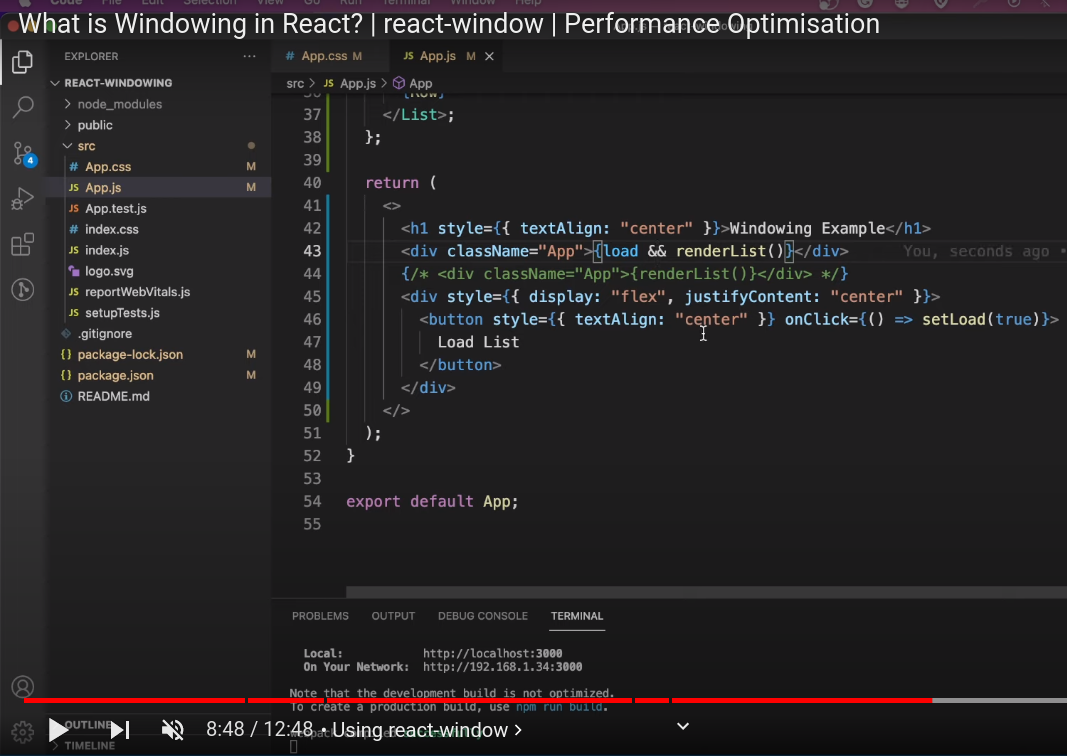 What is Windowing in React? | react-window | Performance Optimisation
EXPLORER
REACT-WINDOWING
node_modules
public
src
# App.css M
JS App.js M
JS App.test.js
# index.css
JS index.js
logo.svg
JS reportWebVitals.js
JS setupTests.js
.gitignore
{} package-lock.json M
{} package.json M
README.md
4
# App.css M
JS App.js M
src > JS App.js > App
36 {Row}
37 </List>;
38 };
39
40 return (
41 <>
42 <h1 style={{ textAlign: "center" }}>Windowing Example</h1>
43 <div className="App">{load && renderList()}</div> You, seconds ago •
44 {/* <div className="App">{renderList()}</div> */}
45 <div style={{ display: "flex", justifyContent: "center" }}>
46 <button style={{ textAlign: "center" }} onClick={() => setLoad(true)}>
47 Load List
48 </button>
49 </div>
50 </>
51 );
52 }
53
54 export default App;
55
PROBLEMS OUTPUT DEBUG CONSOLE TERMINAL
Local: http://localhost:3000
On Your Network: http://192.168.1.34:3000
Note that the development build is not optimized.
To create a production build, use npm run build.
OUTLINE
8:48 / 12:48 • Using react-window >
TIMELINE